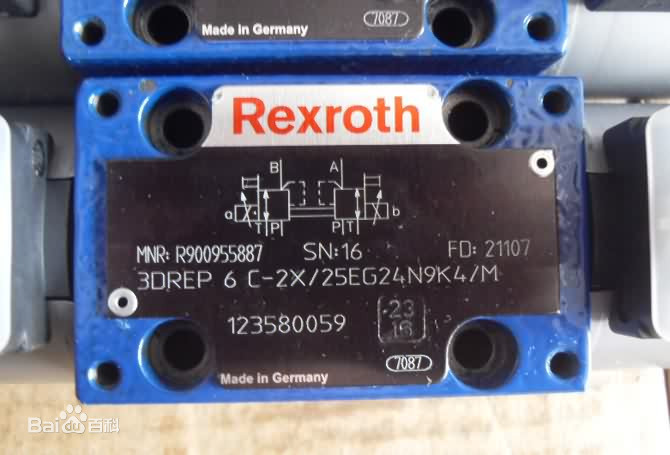 Made in Germany 7087
Rexroth
B A
a b
T P P T
MNR: R900955887 SN:16 FD: 21107
3DREP 6 C-2X/25EG24N9K4/M
123580059
23
16
Made in Germany 7087
Bai百科